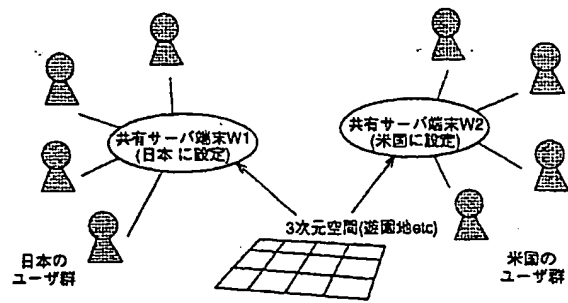 共有サーバ端末W1
(日本 に設定)
共有サーバ端末W2
(米国に設定)
3次元空間(遊園地etc)
日本の
ユーザ群
米国の
ユーザ群